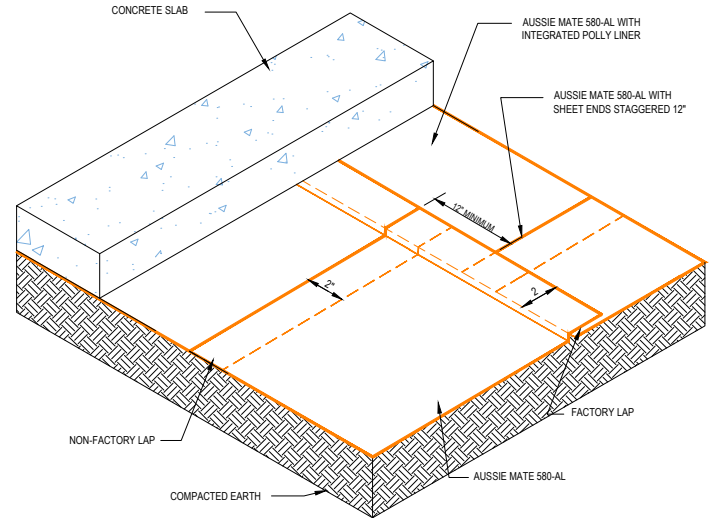 CONCRETE SLAB
AUSSIE MATE 580-AL WITH
INTEGRATED POLLY LINER
AUSSIE MATE 580-AL WITH
SHEET ENDS STAGGERED 12"
12" MINIMUM
2"
2
FACTORY LAP
NON-FACTORY LAP
AUSSIE MATE 580-AL
COMPACTED EARTH